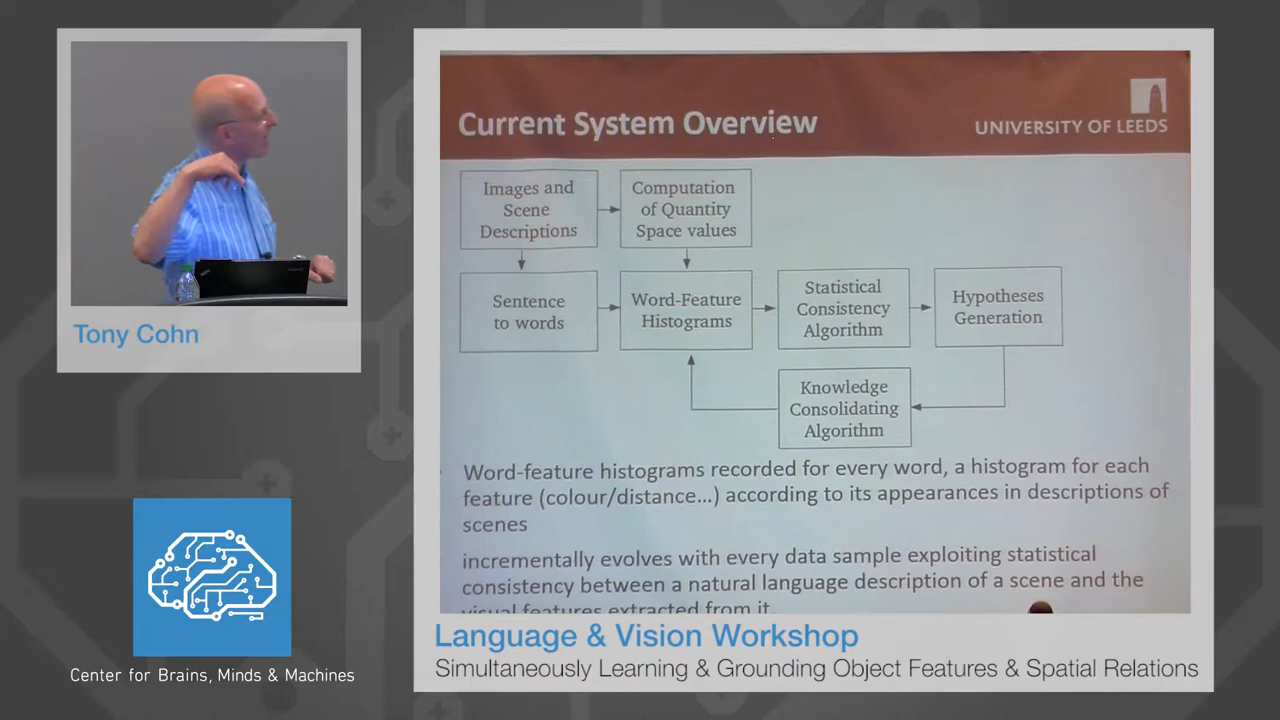 Current System Overview
UNIVERSITY OF LEEDS
Images and
Scene
Descriptions
Computation
of Quantity
Space values
Sentence
to words
Word-Feature
Histograms
Statistical
Consistency
Algorithm
Hypotheses
Generation
Knowledge
Consolidating
Algorithm
Word-feature histograms recorded for every word, a histogram for each
feature (colour/distance...) according to its appearances in descriptions of
scenes
incrementally evolves with every data sample exploiting statistical
consistency between a natural language description of a scene and the
visual features extracted from it.
Tony Cohn
Center for Brains, Minds & Machines
Language & Vision Workshop
Simultaneously Learning & Grounding Object Features & Spatial Relations